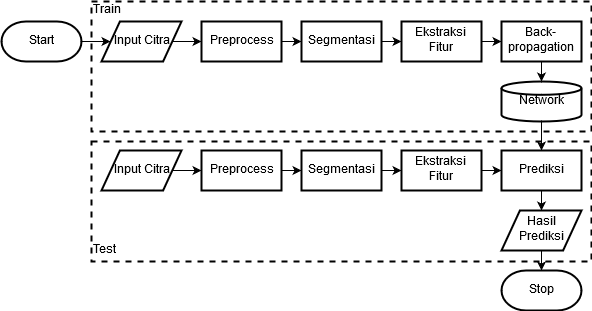 Train
Start
Input Citra
Preprocess
Segmentasi
Ekstraksi
Fitur
Back-
propagation
Network
Input Citra
Preprocess
Segmentasi
Ekstraksi
Fitur
Prediksi
Hasil
Prediksi
Test
Stop